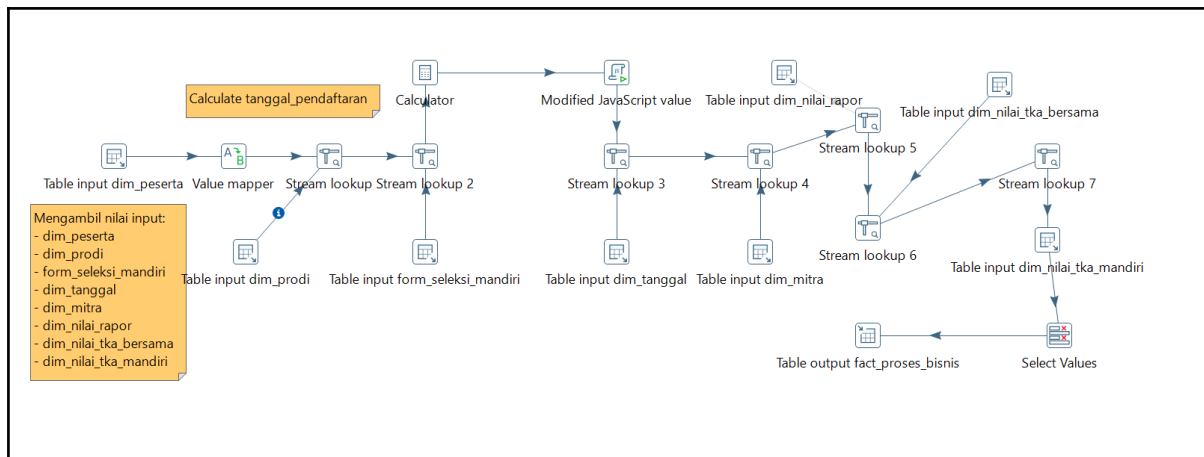 Calculate tanggal_pendaftaran
Calculator
Modified JavaScript value
Table input dim_nilai_rapor
Table input dim_nilai_tka_bersama
Stream lookup 5
Table input dim_peserta
Value mapper
Stream lookup
Stream lookup 2
Stream lookup 3
Stream lookup 4
Stream lookup 7
Mengambil nilai input:
- dim_peserta
- dim_prodi
- form_seleksi_mandiri
- dim_tanggal
- dim_mitra
- dim_nilai_rapor
- dim_nilai_tka_bersama
- dim_nilai_tka_mandiri
Table input dim_prodi
Table input form_seleksi_mandiri
Table input dim_tanggal
Table input dim_mitra
Stream lookup 6
Table input dim_nilai_tka_mandiri
Table output fact_proses_bisnis
Select Values